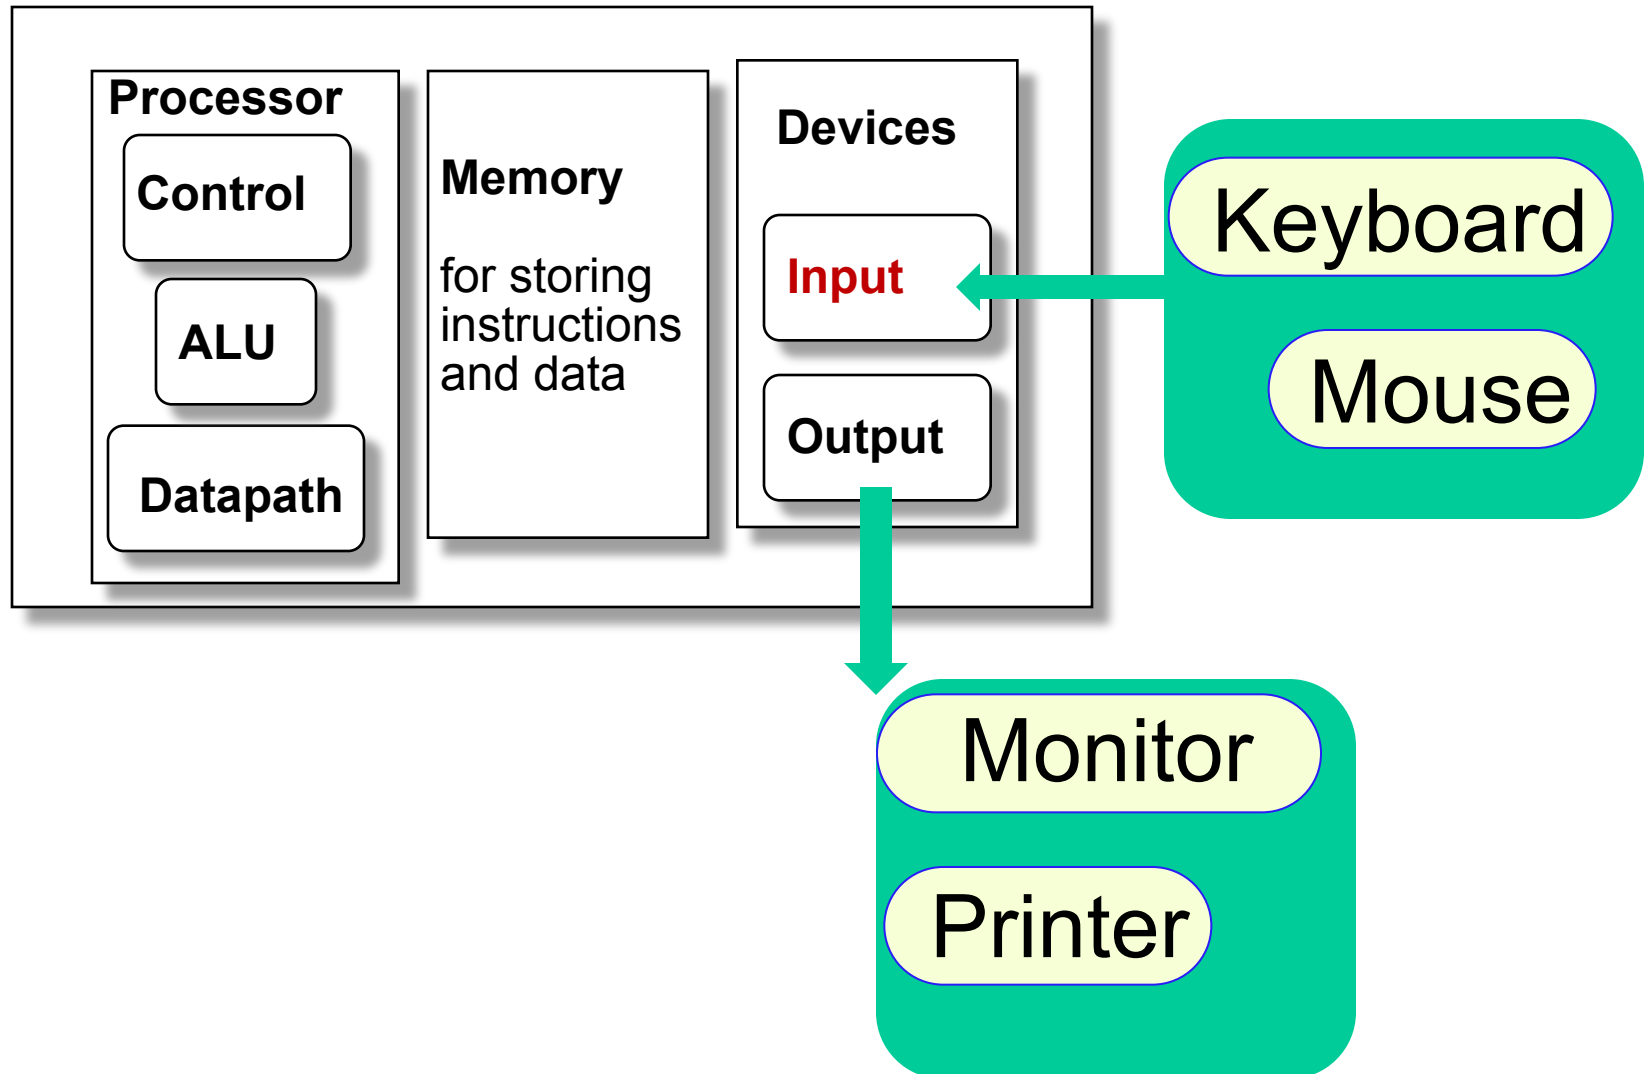 Processor
Control
ALU
Datapath
Memory
for storing
instructions
and data
Devices
Input
Output
Keyboard
Mouse
Monitor
Printer